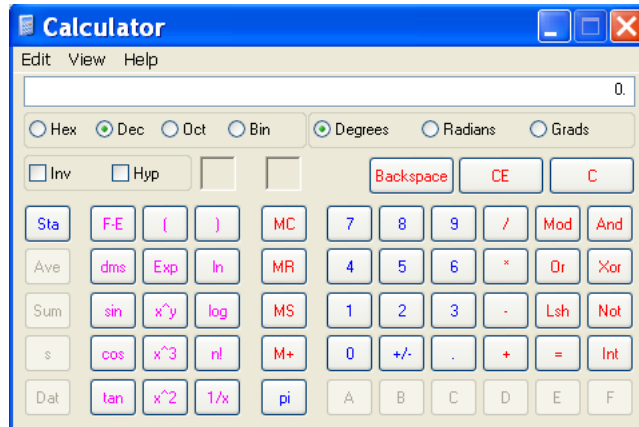 Calculator
Edit View Help
0.
Hex Dec Oct Bin Degrees Radians Grads
Inv Hyp Backspace CE C
Sta F-E ( ) MC 7 8 9 / Mod And
Ave dms Exp ln MR 4 5 6 * Or Xor
Sum sin x^y log MS 1 2 3 - Lsh Not
s cos x^3 n! M+ 0 +/- . + = Int
Dat tan x^2 1/x pi A B C D E F